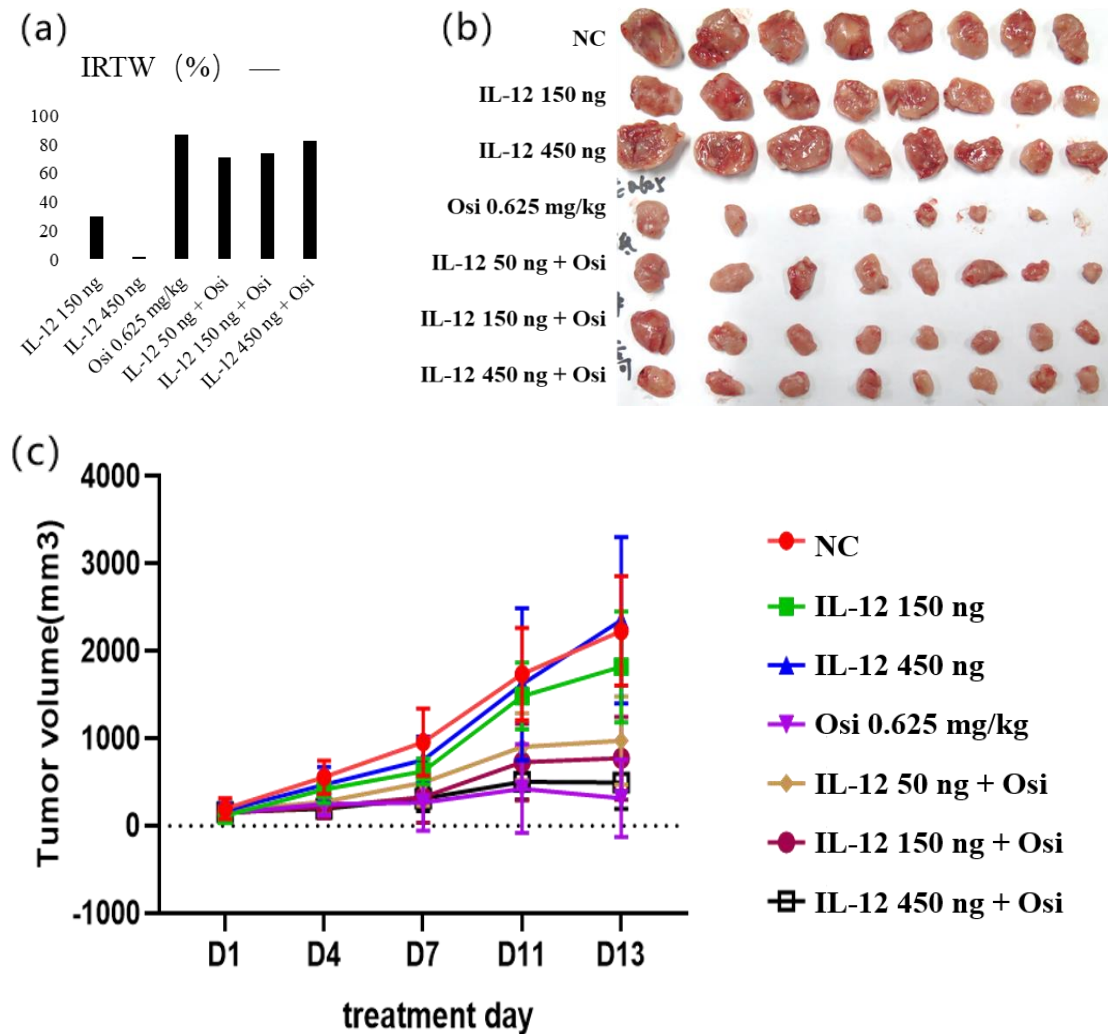 (a)
IRTW (%) —
100
80
60
40
20
0
IL-12 150 ng
IL-12 450 ng
Osi 0.625 mg/kg
IL-12 50 ng + Osi
IL-12 150 ng + Osi
IL-12 450 ng + Osi
(b)
NC
IL-12 150 ng
IL-12 450 ng
Osi 0.625 mg/kg
IL-12 50 ng + Osi
IL-12 150 ng + Osi
IL-12 450 ng + Osi
(c)
Tumor volume(mm3)
4000
3000
2000
1000
0
-1000
D1 D4 D7 D11 D13
treatment day
NC
IL-12 150 ng
IL-12 450 ng
Osi 0.625 mg/kg
IL-12 50 ng + Osi
IL-12 150 ng + Osi
IL-12 450 ng + Osi